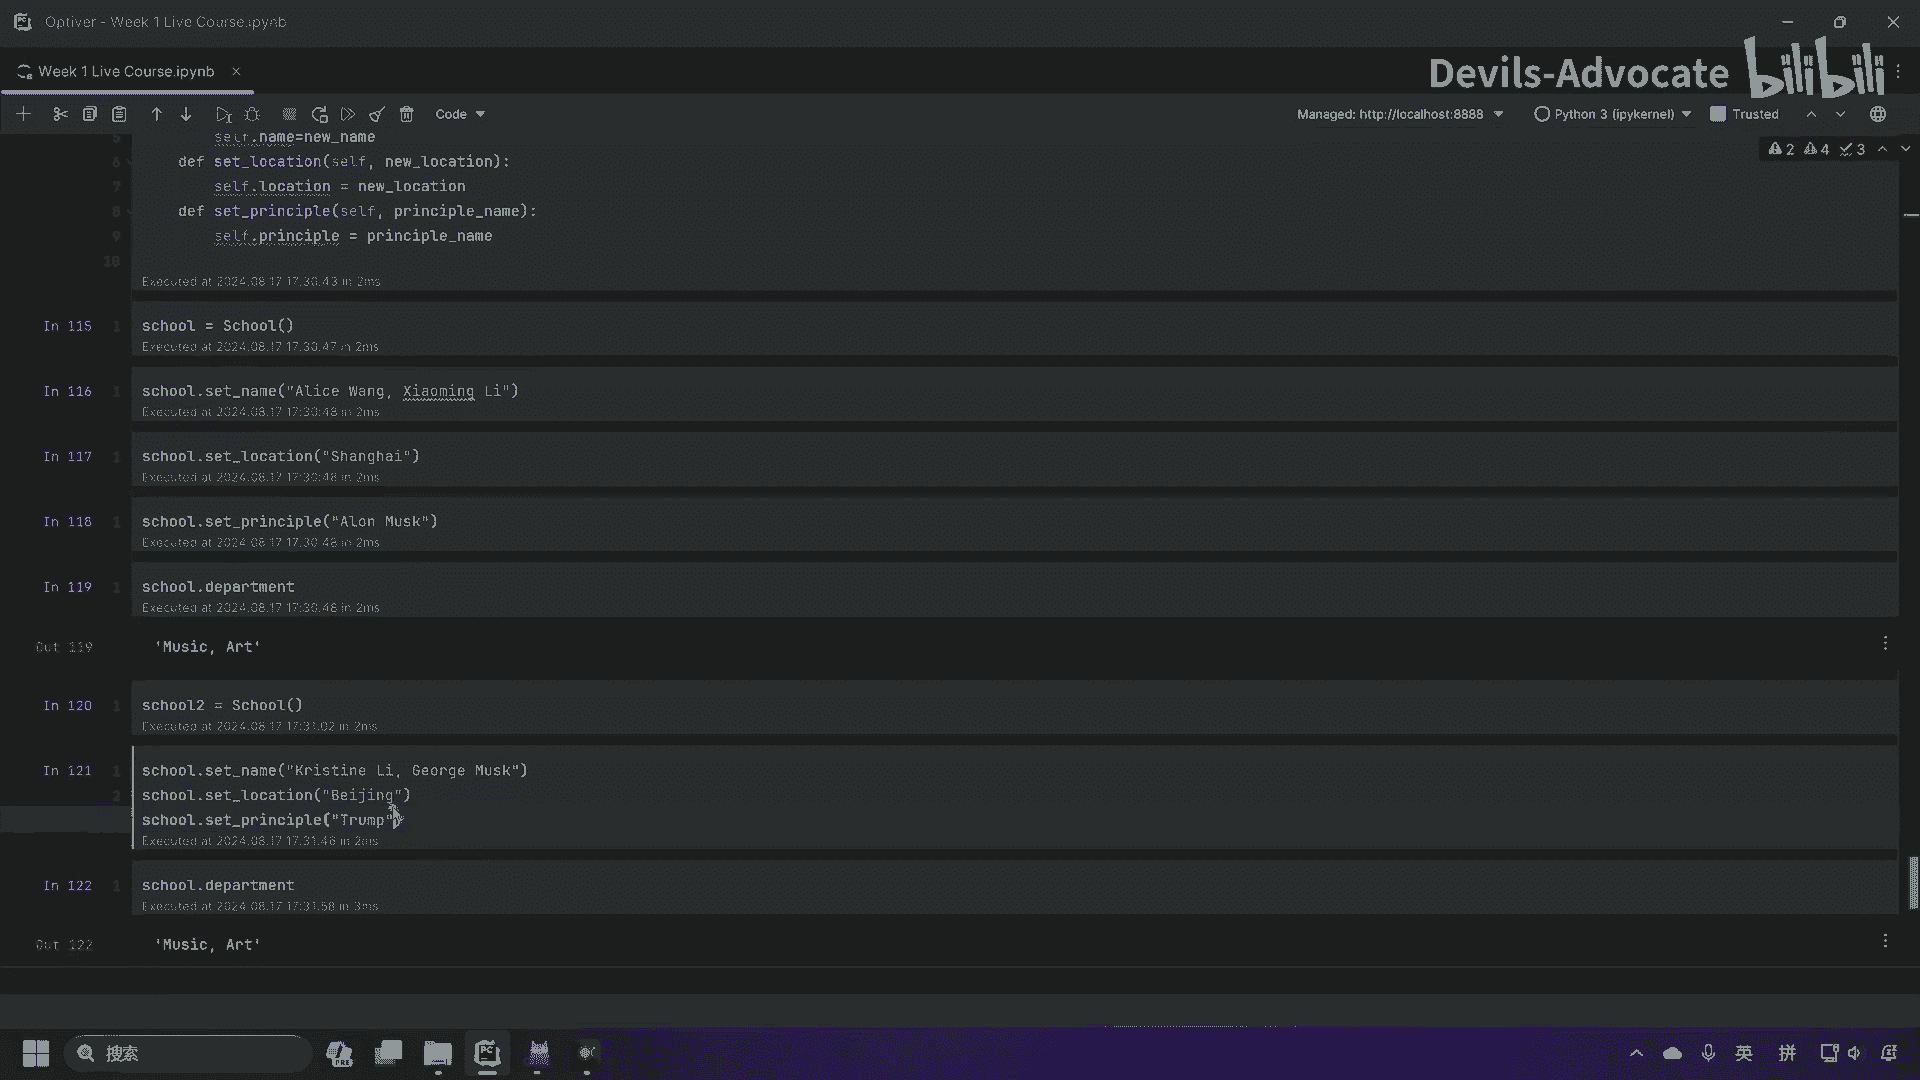 Optiver - Week 1 Live Course.ipynb
Week 1 Live Course.ipynb
Devils-Advocate bilibili
Code
Managed: http://localhost:8888
Python 3 (ipykernel)
Trusted
2 4 3
5 self.name=new_name
6 def set_location(self, new_location):
7 self.location = new_location
8 def set_principle(self, principle_name):
9 self.principle = principle_name
10
Executed at 2024.08.17 17:30:43 in 2ms
In 115 1 school = School()
Executed at 2024.08.17 17:30:47 in 2ms
In 116 1 school.set_name("Alice Wang, Xiaoming Li")
Executed at 2024.08.17 17:30:48 in 2ms
In 117 1 school.set_location("Shanghai")
Executed at 2024.08.17 17:30:48 in 2ms
In 118 1 school.set_principle("Alon Musk")
Executed at 2024.08.17 17:30:48 in 2ms
In 119 1 school.department
Executed at 2024.08.17 17:30:48 in 2ms
Out 119 'Music, Art'
In 120 1 school2 = School()
Executed at 2024.08.17 17:31:02 in 2ms
In 121 1 school.set_name("Kristine Li, George Musk")
2 school.set_location("Beijing")
school.set_principle("Trump")
Executed at 2024.08.17 17:31:46 in 2ms
In 122 1 school.department
Executed at 2024.08.17 17:31:58 in 3ms
Out 122 'Music, Art'
搜索
PRE
PC
英
拼